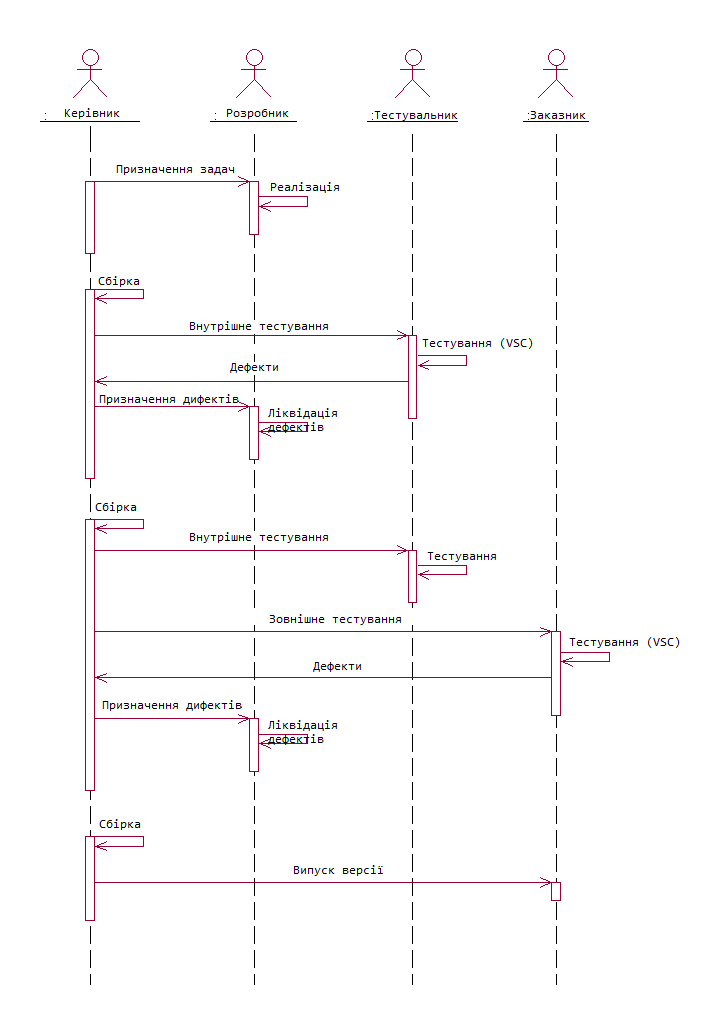 : Керівник
: Розробник
:Тестувальник
:Заказник
Призначення задач
Реалізація
Сбірка
Внутрішне тестування
Тестування (VSC)
Дефекти
Призначення дифектів
Ліквідація
дефектів
Сбірка
Внутрішне тестування
Тестування
Зовнішне тестування
Тестування (VSC)
Дефекти
Призначення дифектів
Ліквідація
дефектів
Сбірка
Випуск версії